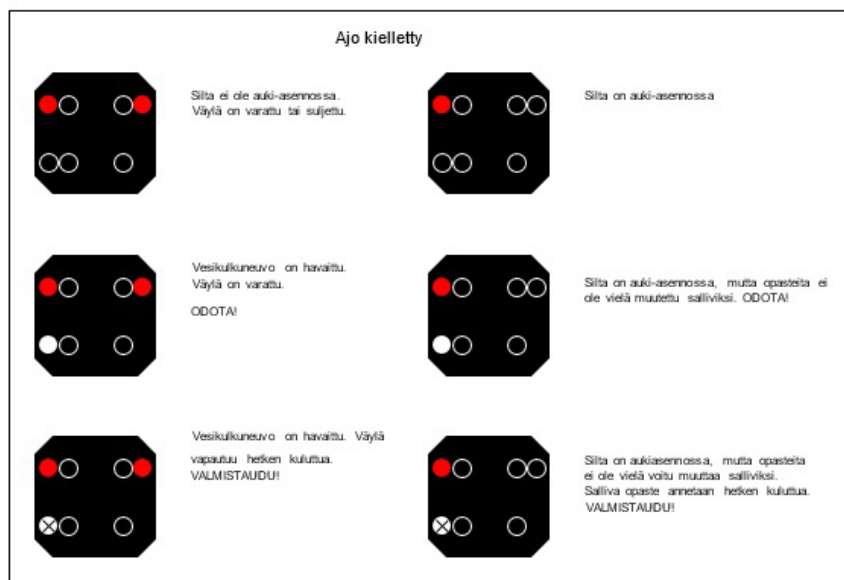 Ajo kielletty
Silta ei ole auki-asennossa.
Väylä on varattu tai suljettu.
Silta on auki-asennossa
Vesikulkuneuvo on havaittu.
Väylä on varattu.
ODOTA!
Silta on auki-asennossa, mutta opasteita ei
ole vielä muutettu salliviksi. ODOTA!
Vesikulkuneuvo on havaittu. Väylä
vapautuu hetken kuluttua.
VALMISTAUDU!
Silta on aukiasennossa, mutta opasteita
ei ole vielä voitu muuttaa salliviksi.
Salliva opaste annetaan hetken kuluttua.
VALMISTAUDU!